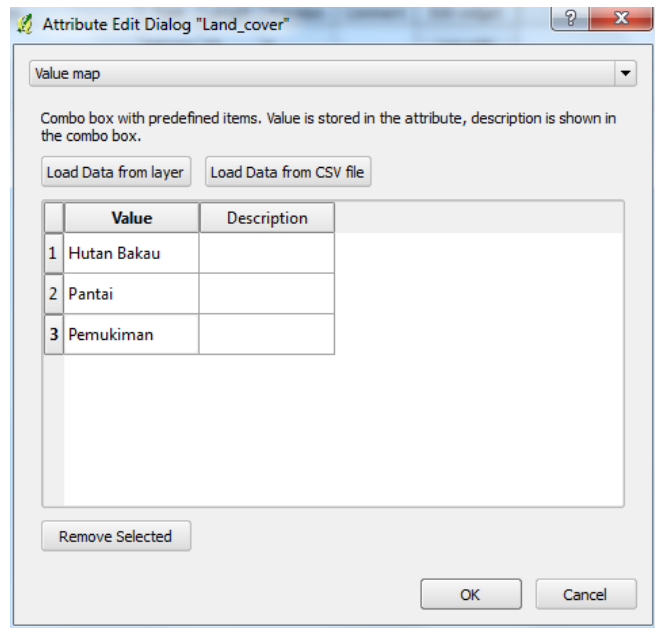 Attribute Edit Dialog "Land_cover"
?
X
Value map
Combo box with predefined items. Value is stored in the attribute, description is shown in
the combo box.
Load Data from layer Load Data from CSV file
Value Description
1 Hutan Bakau
2 Pantai
3 Pemukiman
Remove Selected
OK Cancel